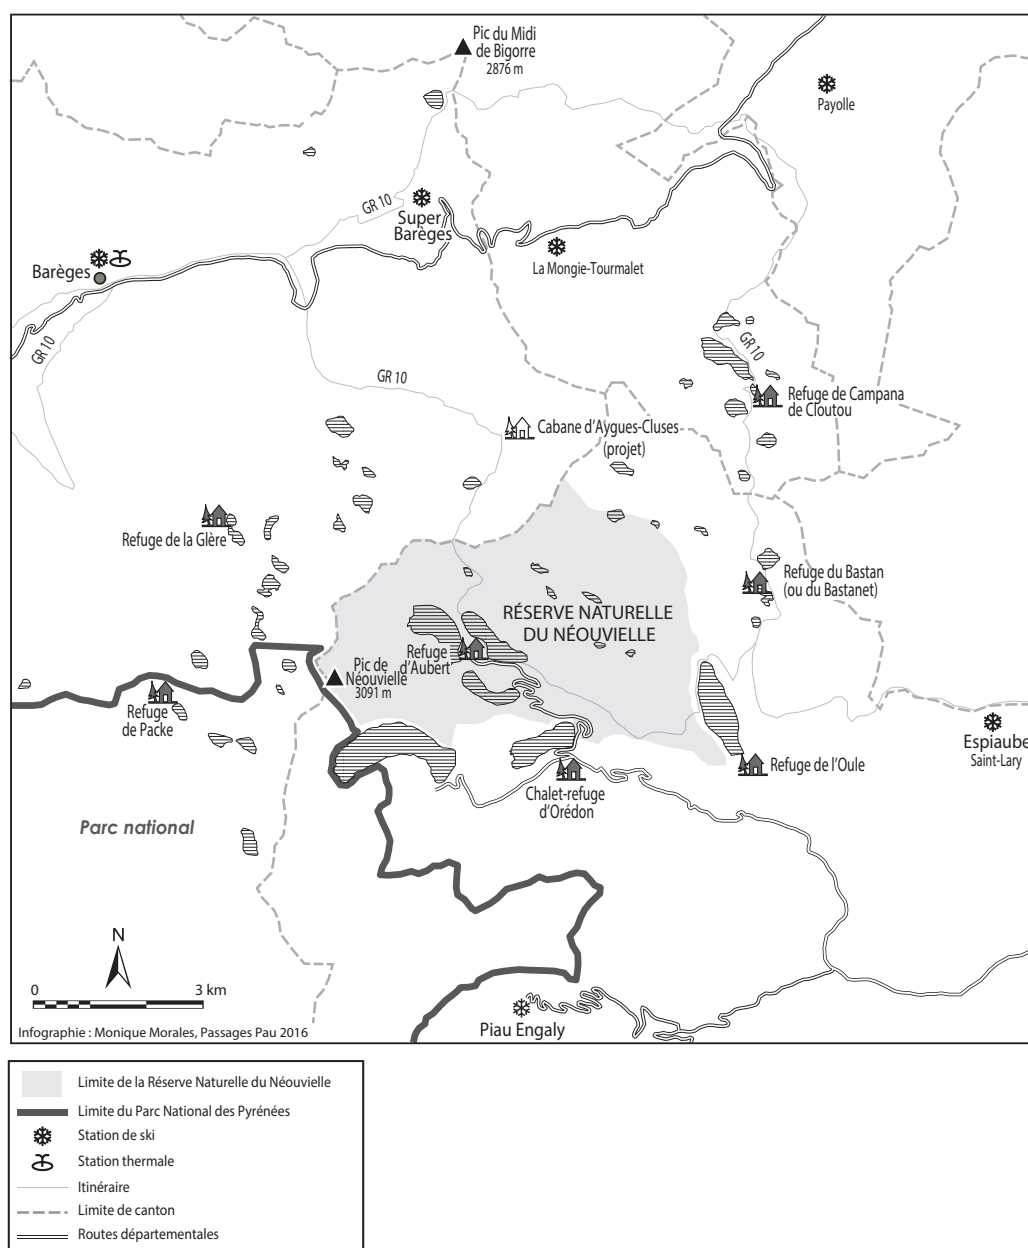 Pic du Midi
de Bigorre
2876 m
Payolle
GR 10
Super
Barèges
La Mongie-Tourmalet
Barèges
GR 10
GR 10
GR 10
Refuge de Campana
de Cloutou
Cabane d'Aygues-Cluses
(projet)
Refuge de la Glère
Refuge du Bastan
(ou du Bastanet)
RÉSERVE NATURELLE
DU NÉOUVIELLE
Refuge
d'Aubert
Pic de
Néouvielle
3091 m
Refuge
de Packe
Espiaube
Saint-Lary
Refuge de l'Oule
Chalet-refuge
d'Orédon
Parc national
N
0 3 km
Piau Engaly
Infographie : Monique Morales, Passages Pau 2016
Limite de la Réserve Naturelle du Néouvielle
Limite du Parc National des Pyrénées
Station de ski
Station thermale
Itinéraire
Limite de canton
Routes départementales